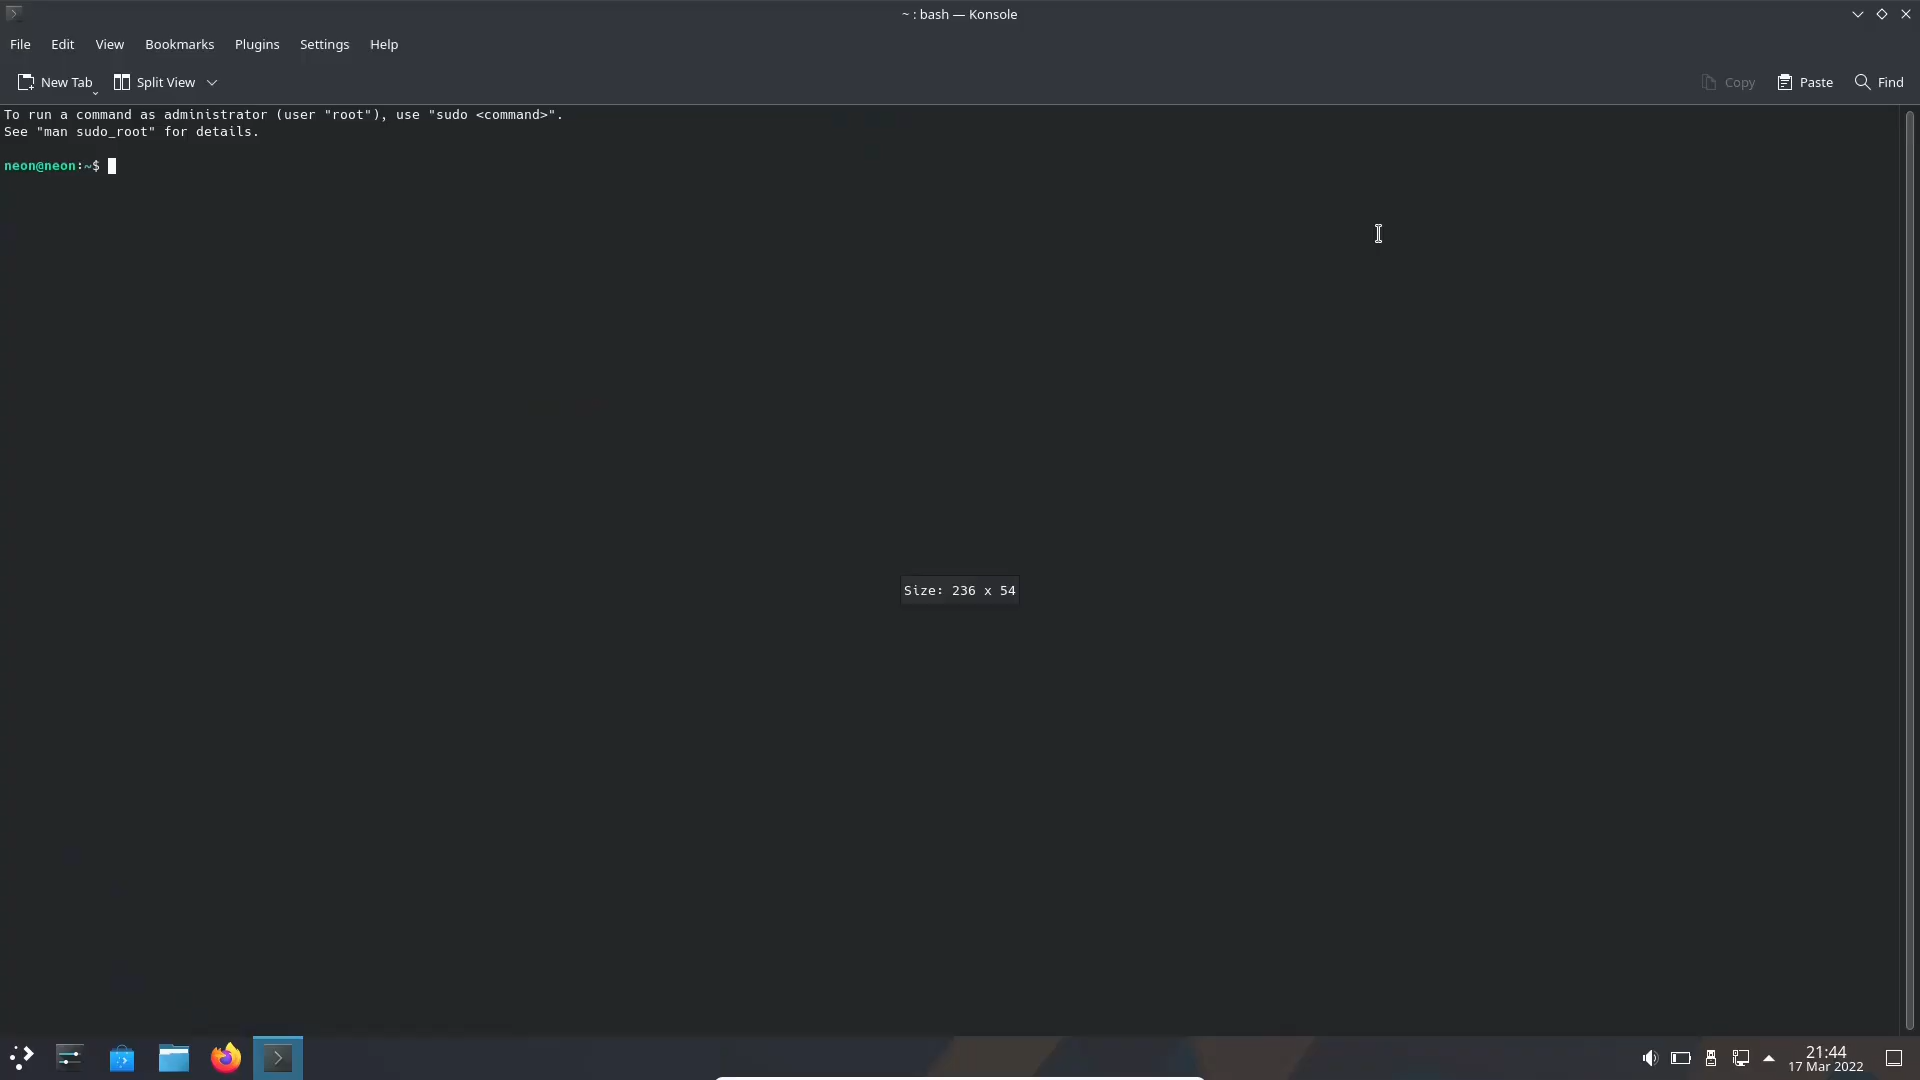 ~ : bash — Konsole
File Edit View Bookmarks Plugins Settings Help
New Tab Split View Copy Paste Find
To run a command as administrator (user "root"), use "sudo <command>".
See "man sudo_root" for details.
neon@neon:~$
Size: 236 x 54
21:44
17 Mar 2022